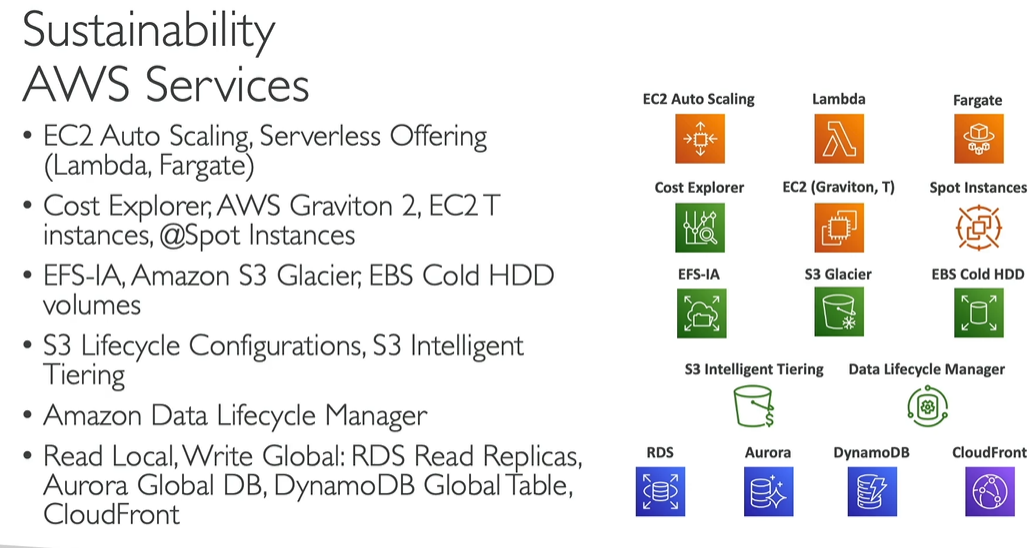 Sustainability
AWS Services
• EC2 Auto Scaling, Serverless Offering
(Lambda, Fargate)
• Cost Explorer, AWS Graviton 2, EC2 T
instances, @Spot Instances
• EFS-IA, Amazon S3 Glacier, EBS Cold HDD
volumes
• S3 Lifecycle Configurations, S3 Intelligent
Tiering
• Amazon Data Lifecycle Manager
• Read Local, Write Global: RDS Read Replicas,
Aurora Global DB, DynamoDB Global Table,
CloudFront
EC2 Auto Scaling Lambda Fargate
Cost Explorer EC2 (Graviton, T) Spot Instances
EFS-IA S3 Glacier EBS Cold HDD
S3 Intelligent Tiering Data Lifecycle Manager
RDS Aurora DynamoDB CloudFront